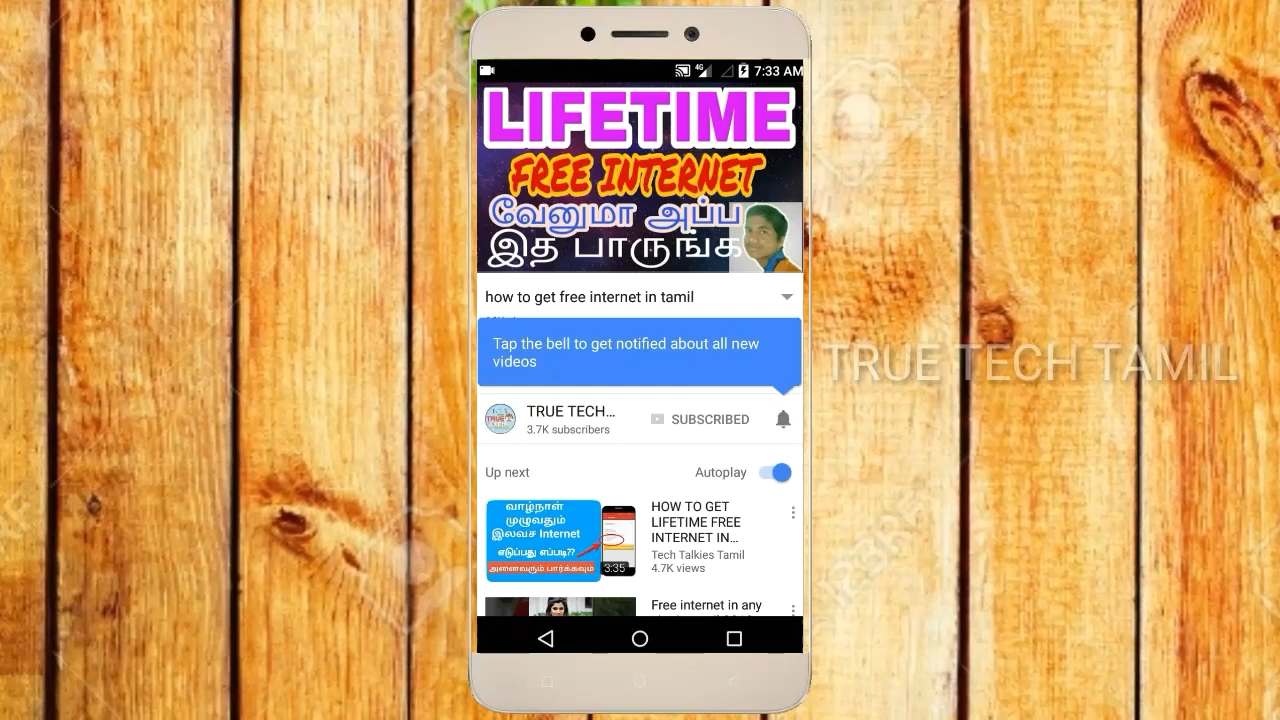 7:33 AM
LIFETIME
FREE INTERNET
வேனுமா அப்ப
இத பாருங்க
how to get free internet in tamil
Tap the bell to get notified about all new
videos
TRUE TECH TAMIL
TRUE TECH...
SUBSCRIBED
3.7K subscribers
Up next
Autoplay
வாழ்நாள்
முழுவதும்
இலவச Internet
எடுப்பது எப்படி??
அனைவரும் பார்க்கவும்
3:35
HOW TO GET
LIFETIME FREE
INTERNET IN...
Tech Talkies Tamil
4.7K views
Free internet in any